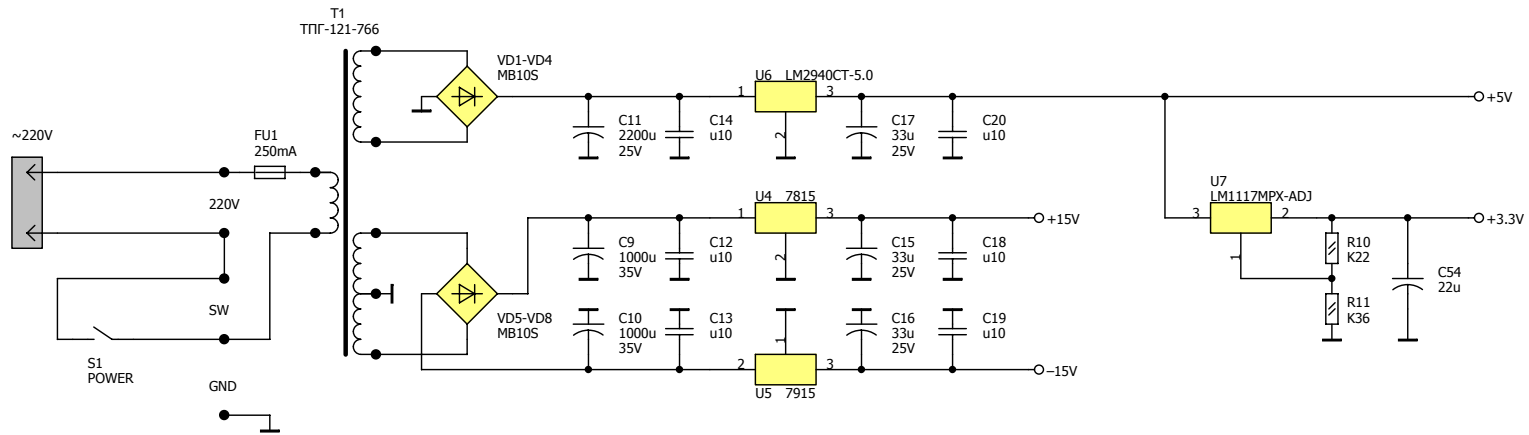 T1
ТПГ-121-766
VD1-VD4
MB10S
U6 LM2940CT-5.0
1
3
2
+5V
C11
2200u
25V
C14
u10
C17
33u
25V
C20
u10
~220V
FU1
250mA
220V
U7
LM1117MPX-ADJ
3
2
1
+3.3V
U4 7815
1
3
2
+15V
C9
1000u
35V
C12
u10
C15
33u
25V
C18
u10
R10
K22
R11
K36
C54
22u
SW
VD5-VD8
MB10S
C10
1000u
35V
C13
u10
C16
33u
25V
C19
u10
1
2
3
U5 7915
–15V
S1
POWER
GND